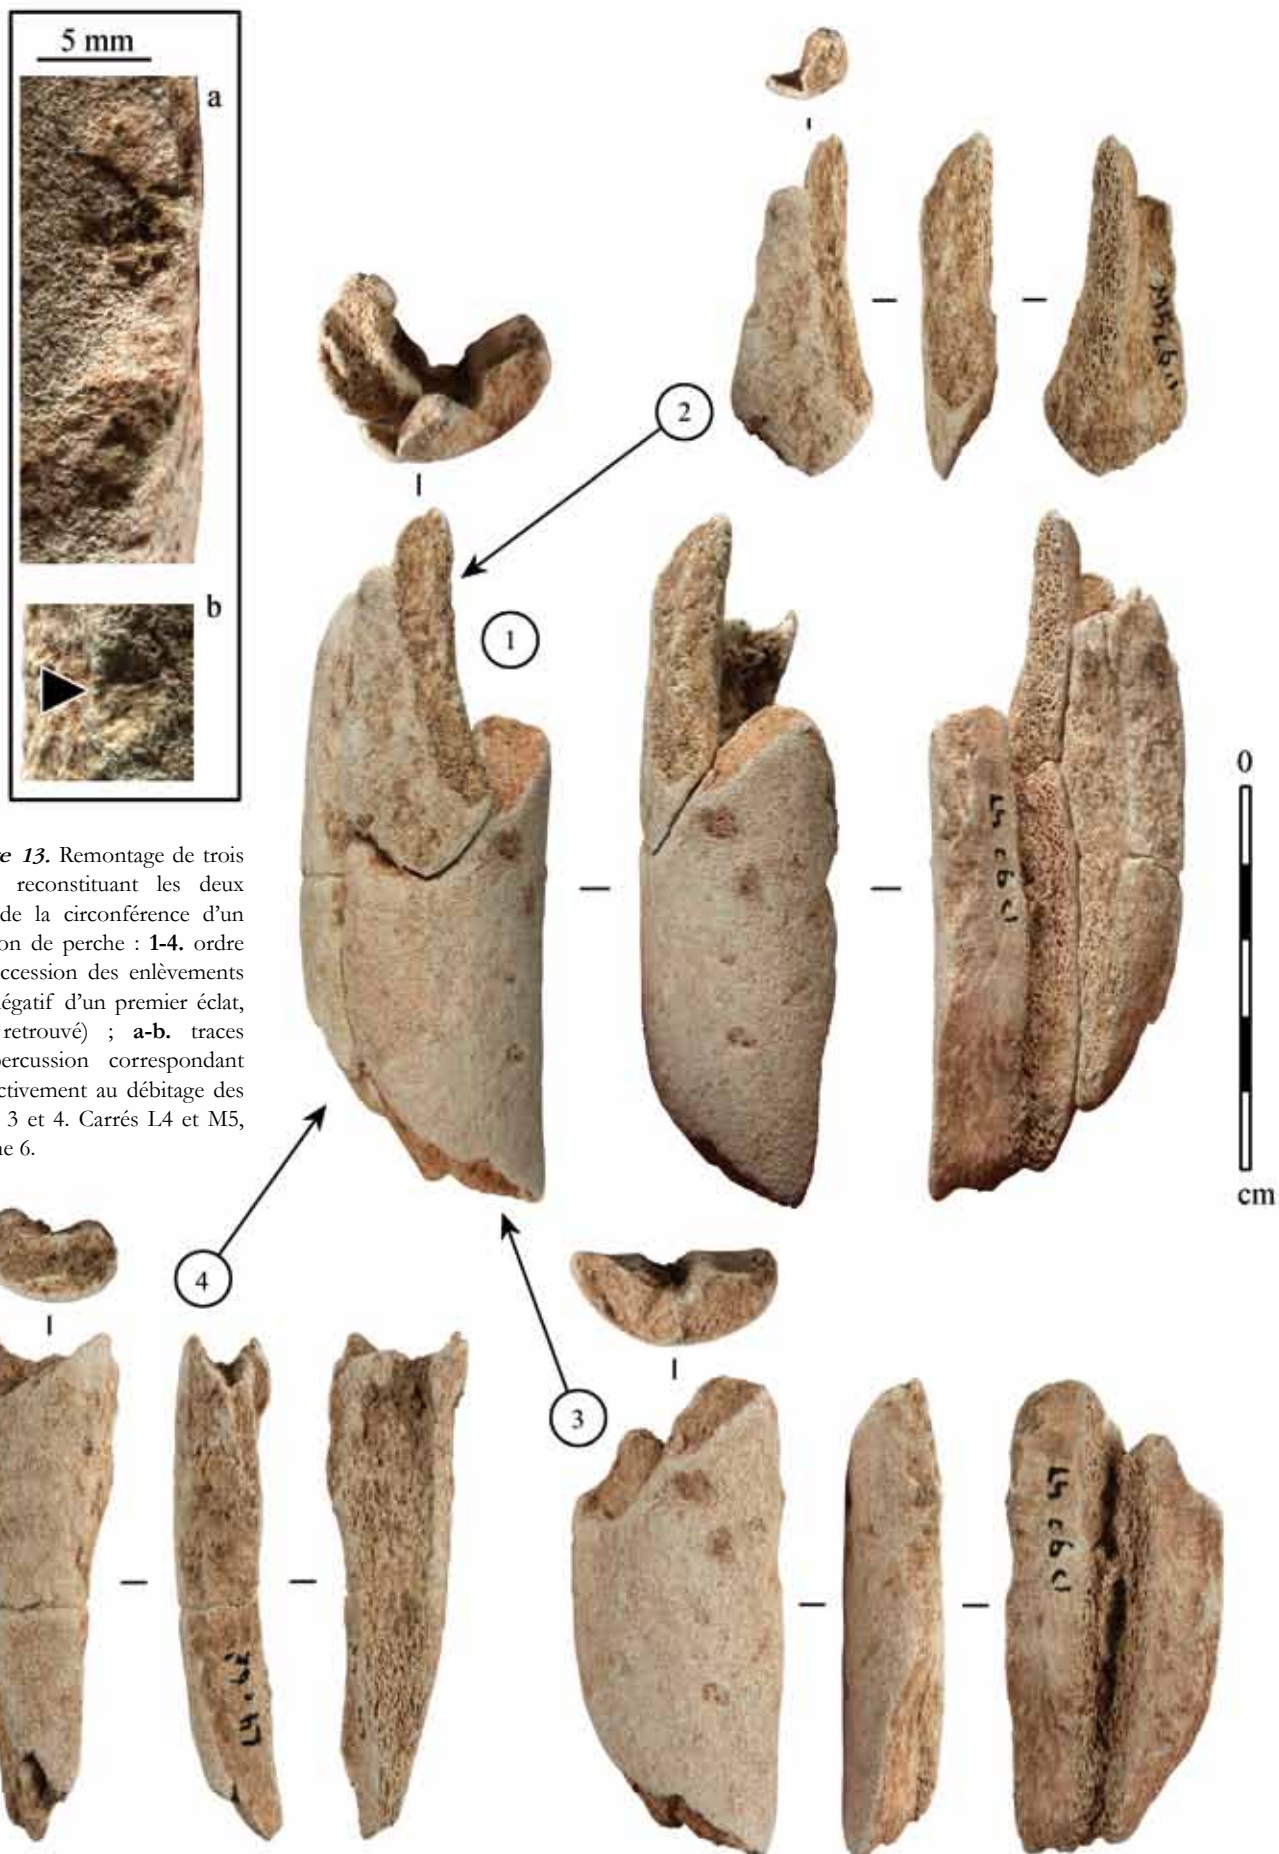 5 mm
a
b
2
1
0
cm
re 13. Remontage de trois
reconstituant les deux
de la circonférence d'un
on de perche : 1-4. ordre
ccession des enlèvements
négatif d'un premier éclat,
retrouvé) ; a-b. traces
percussion correspondant
ctivement au débitage des
3 et 4. Carrés L4 et M5,
ne 6.
4
3